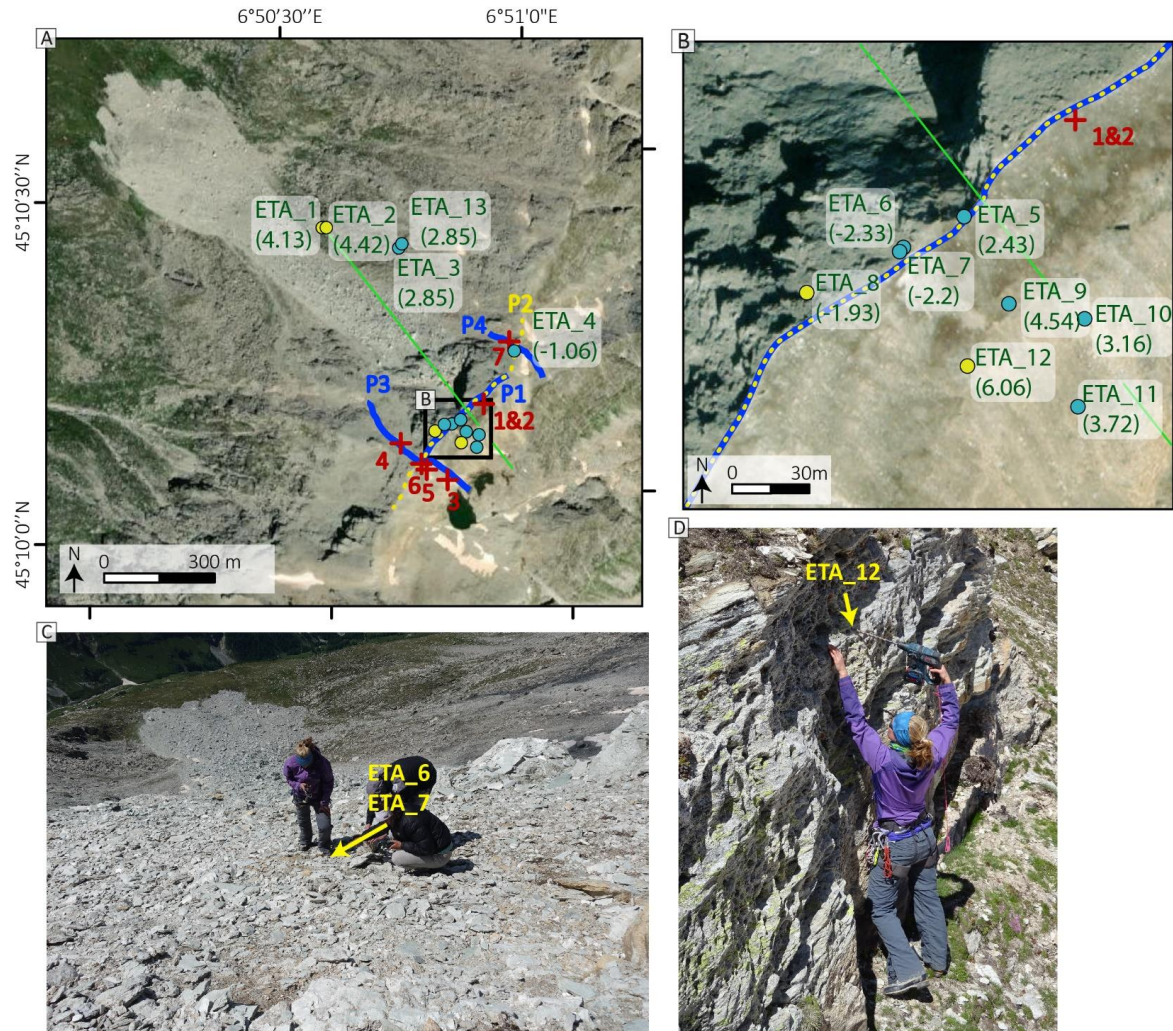 6°50'30''E
6°51'0''E
A
45°10'30''N
45°10'0''N
ETA_1
(4.13)
ETA_2
(4.42)
ETA_13
(2.85)
ETA_3
(2.85)
P2
P4
ETA_4
(-1.06)
7
P3
B
P1
1&2
4
6
5
3
N
0
300 m
B
1&2
ETA_6
(-2.33)
ETA_5
(2.43)
ETA_7
(-2.2)
ETA_8
(-1.93)
ETA_9
(4.54)
ETA_10
(3.16)
ETA_12
(6.06)
ETA_11
(3.72)
N
0
30m
C
ETA_6
ETA_7
D
ETA_12